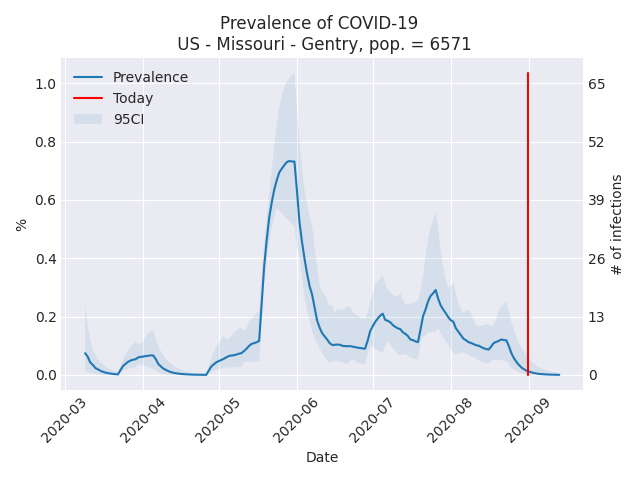 Prevalence of COVID-19
US - Missouri - Gentry, pop. = 6571
Prevalence
Today
95CI
%
1.0
0.8
0.6
0.4
0.2
0.0
65
52
39
26
13
0
# of infections
2020-03
2020-04
2020-05
2020-06
2020-07
2020-08
2020-09
Date